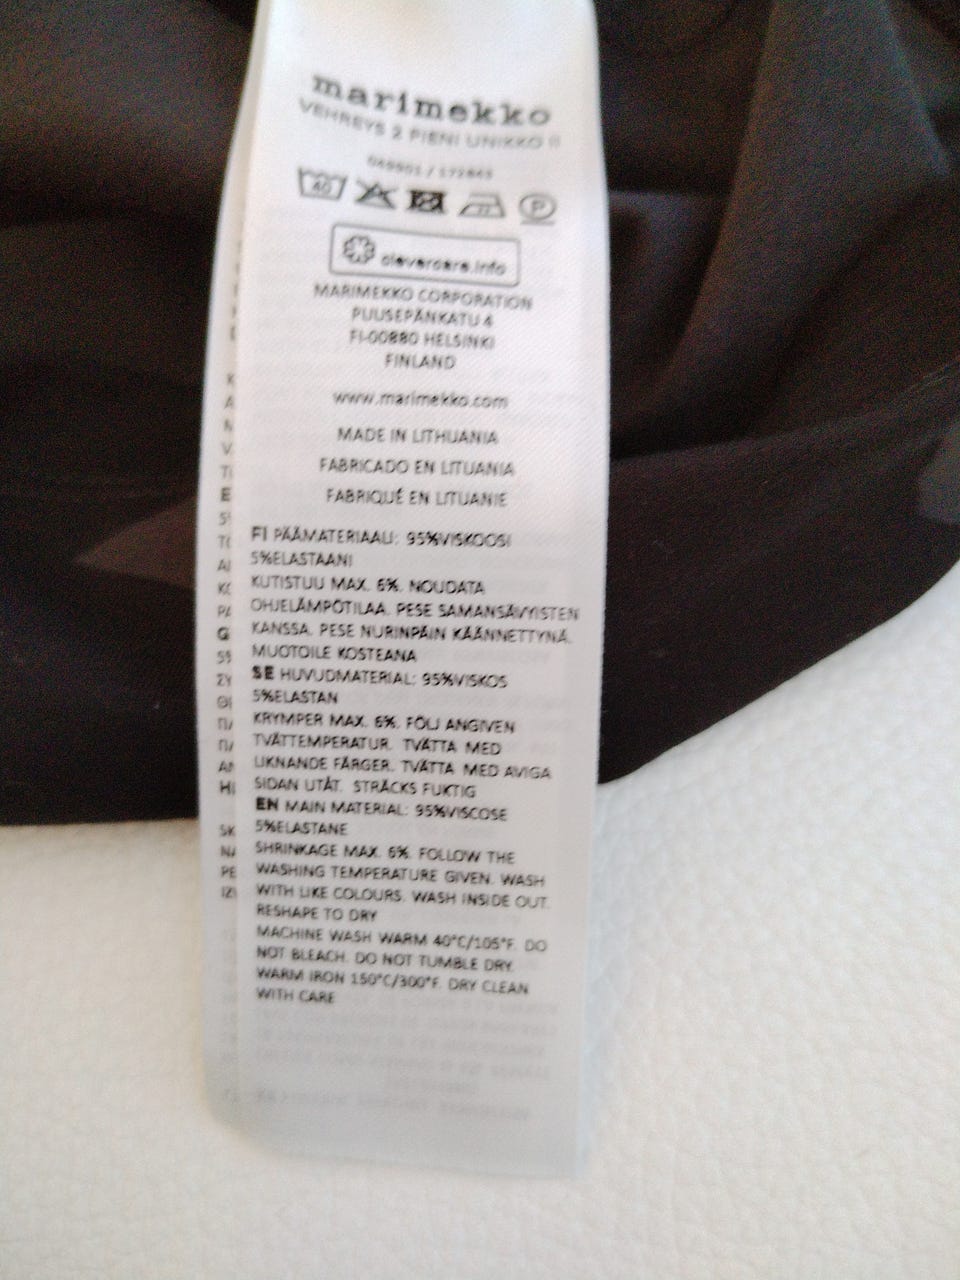 marimekko
VEHREYS 2 PIENI UNIKKO II
40
P
clevercare.info
MARIMEKKO CORPORATION
PUUSEPÄNKATU 4
FI-00880 HELSINKI
FINLAND
www.marimekko.com
MADE IN LITHUANIA
FABRICADO EN LITUANIA
FABRIQUÉ EN LITUANIE
FI PÄÄMATERIAALI: 95%VISKOOSI
5%ELASTAANI
KUTISTUU MAX. 6%. NOUDATA
OHJELÄMPÖTILAA. PESE SAMANSÄVYISTEN
KANSSA. PESE NURINPÄIN KÄÄNNETTYNÄ.
MUOTOILE KOSTEANA
SE HUVUDMATERIAL: 95%VISKOS
5%ELASTAN
KRYMPER MAX. 6%. FÖLJ ANGIVEN
TVÄTTEMPERATUR. TVÄTTA MED
LIKNANDE FÄRGER. TVÄTTA MED AVIGA
SIDAN UTÅT. STRÄCKS FUKTIG
EN MAIN MATERIAL: 95%VISCOSE
5%ELASTANE
SHRINKAGE MAX. 6%. FOLLOW THE
WASHING TEMPERATURE GIVEN. WASH
WITH LIKE COLOURS. WASH INSIDE OUT.
RESHAPE TO DRY
MACHINE WASH WARM 40°C/105°F. DO
NOT BLEACH. DO NOT TUMBLE DRY.
WARM IRON 150°C/300°F. DRY CLEAN
WITH CARE